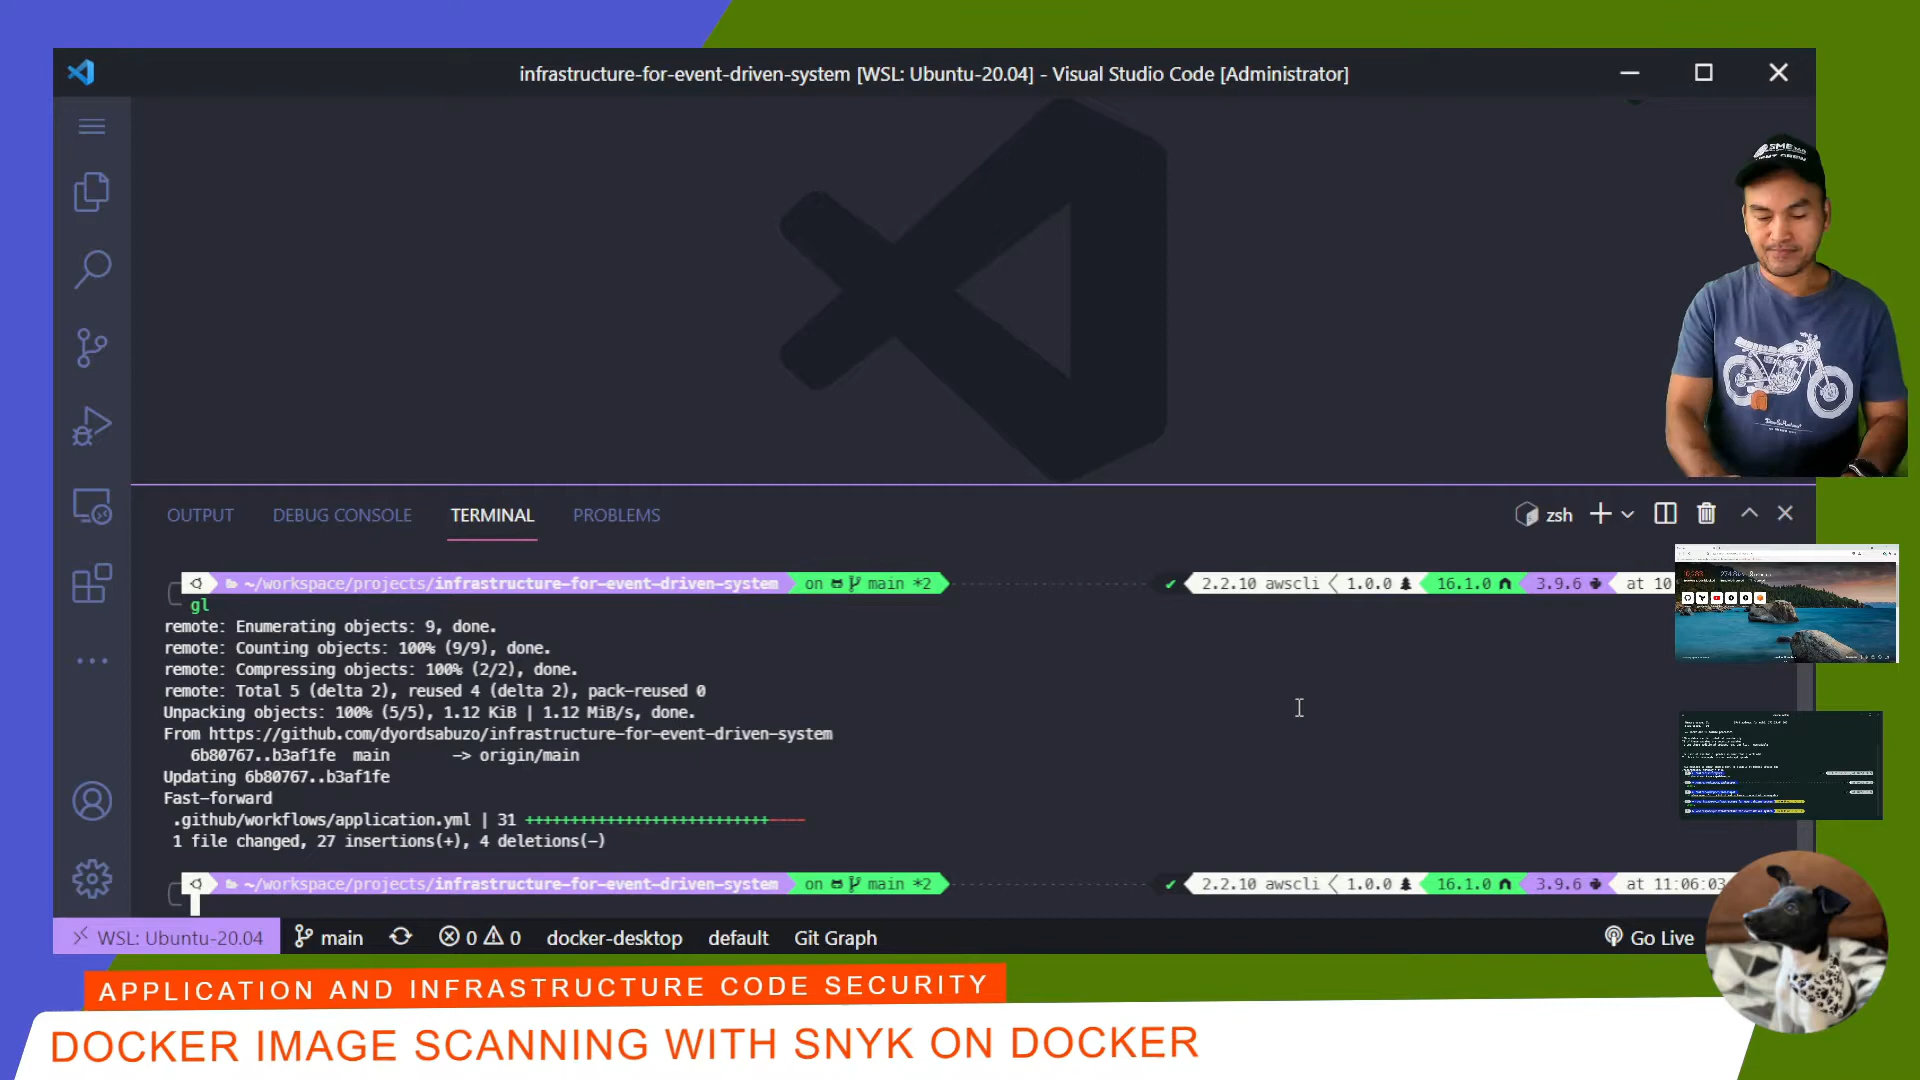 infrastructure-for-event-driven-system [WSL: Ubuntu-20.04] - Visual Studio Code [Administrator]
SME
OUTPUT
DEBUG CONSOLE
TERMINAL
PROBLEMS
zsh
~/workspace/projects/infrastructure-for-event-driven-system on main *2 ✔ 2.2.10 awscli 1.0.0 16.1.0 3.9.6 at 10
gl
remote: Enumerating objects: 9, done.
remote: Counting objects: 100% (9/9), done.
remote: Compressing objects: 100% (2/2), done.
remote: Total 5 (delta 2), reused 4 (delta 2), pack-reused 0
Unpacking objects: 100% (5/5), 1.12 KiB | 1.12 MiB/s, done.
From https://github.com/dyordsabuzo/infrastructure-for-event-driven-system
6b80767..b3af1fe main -> origin/main
Updating 6b80767..b3af1fe
Fast-forward
.github/workflows/application.yml | 31 +++++++++++++++++++++++++++----
1 file changed, 27 insertions(+), 4 deletions(-)
~/workspace/projects/infrastructure-for-event-driven-system on main *2 ✔ 2.2.10 awscli 1.0.0 16.1.0 3.9.6 at 11:06:03
WSL: Ubuntu-20.04
main
0 0
docker-desktop
default
Git Graph
Go Live
APPLICATION AND INFRASTRUCTURE CODE SECURITY
DOCKER IMAGE SCANNING WITH SNYK ON DOCKER